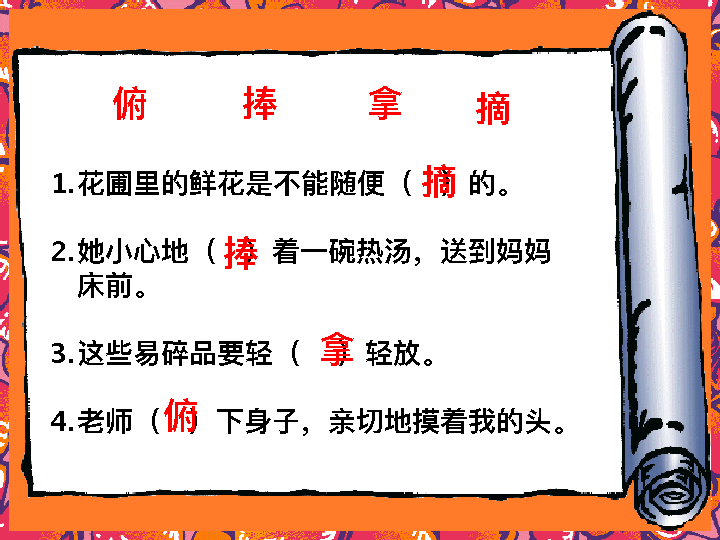 俯 捧 拿 摘
1.花圃里的鲜花是不能随便（摘）的。
2.她小心地（捧）着一碗热汤，送到妈妈
床前。
3.这些易碎品要轻（拿）轻放。
4.老师（俯）下身子，亲切地摸着我的头。